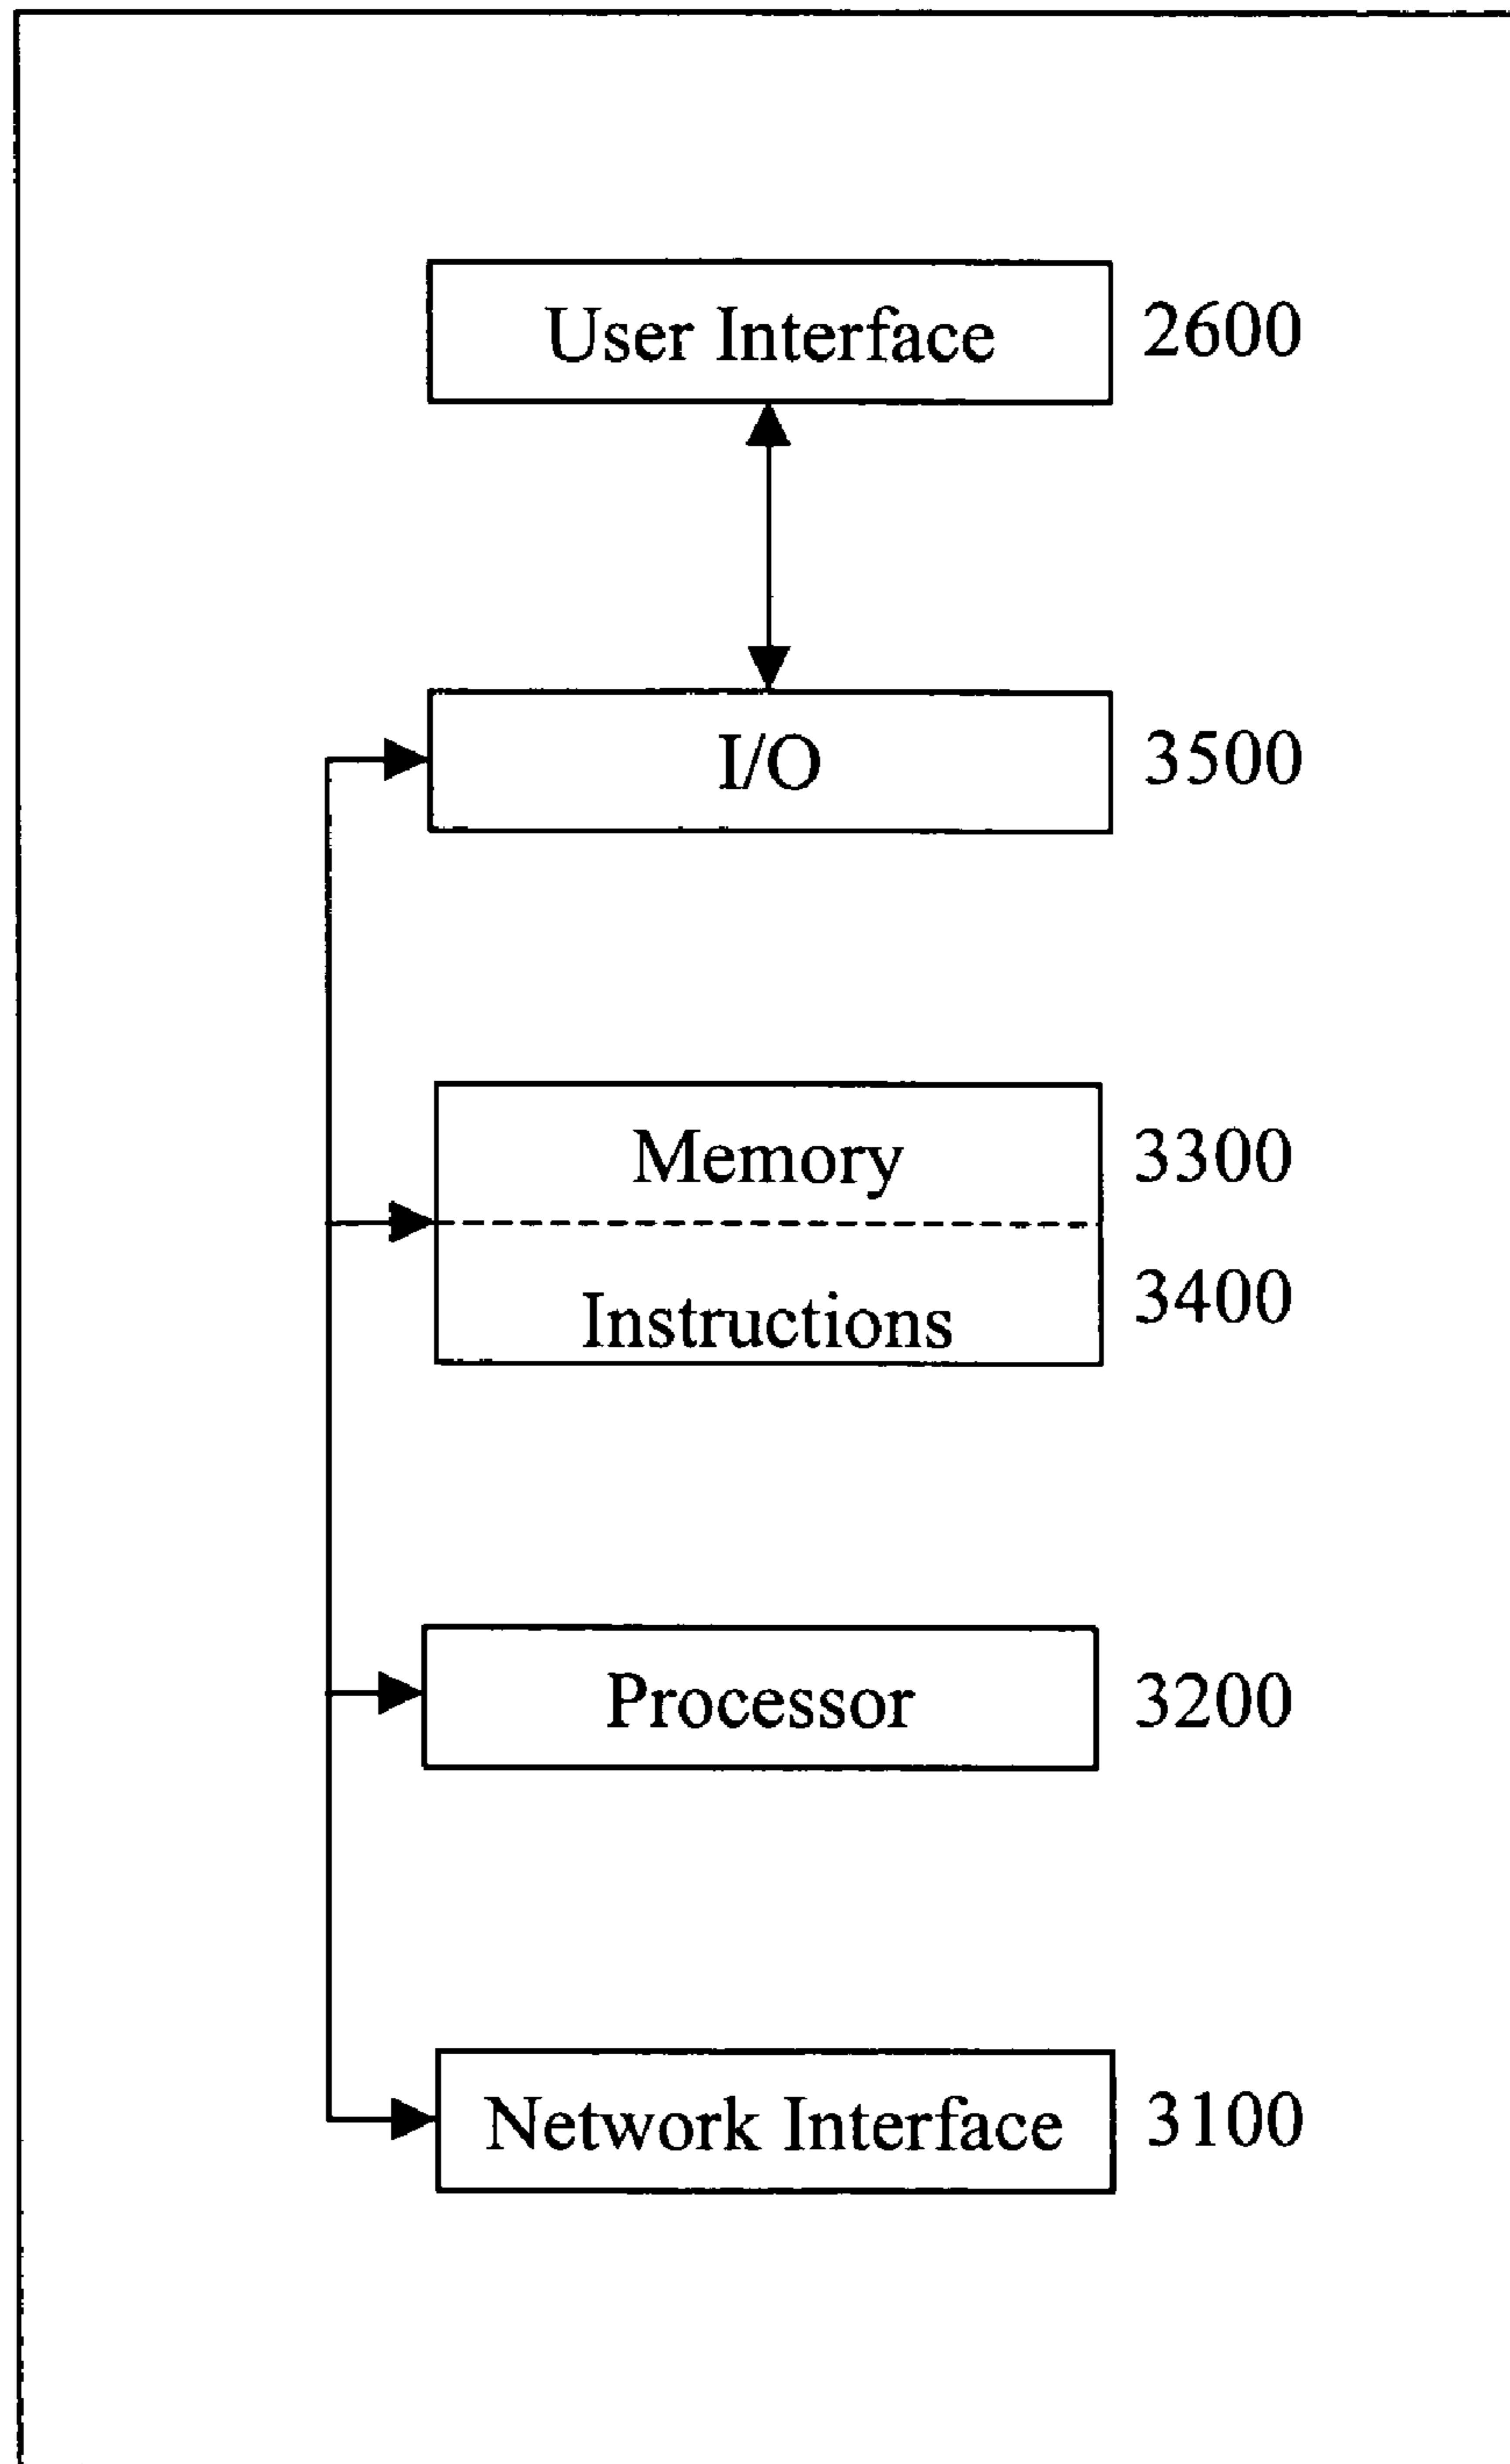 User Interface 2600
I/O 3500
Memory 3300
Instructions 3400
Processor 3200
Network Interface 3100